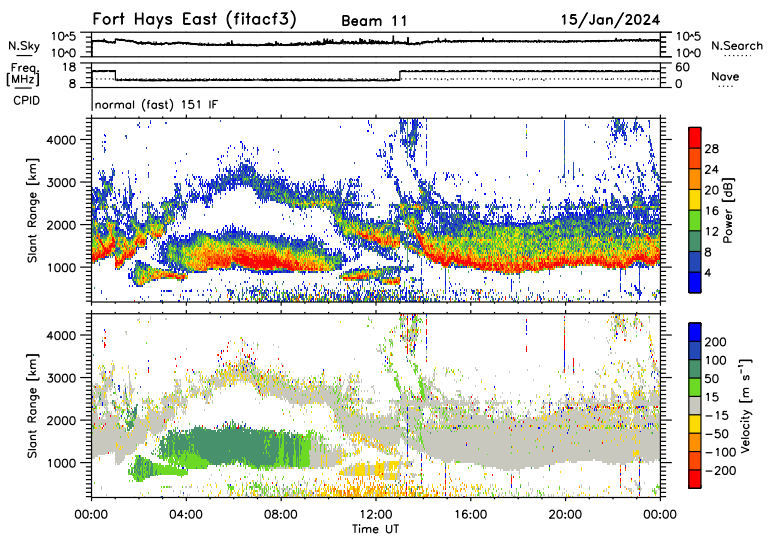 Fort Hays East (fitacf3) Beam 11 15/Jan/2024
N.Sky 10^5 10^0 10^5 10^0 N.Search
Freq. [MHz] 18 8 60 0 Nave
CPID normal (fast) 151 IF
Slant Range [km]
4000
3000
2000
1000
Power [dB]
28
24
20
16
12
8
4
Slant Range [km]
4000
3000
2000
1000
Velocity [m s⁻¹]
200
100
50
15
−15
−50
−100
−200
00:00 04:00 08:00 12:00 16:00 20:00 00:00
Time UT